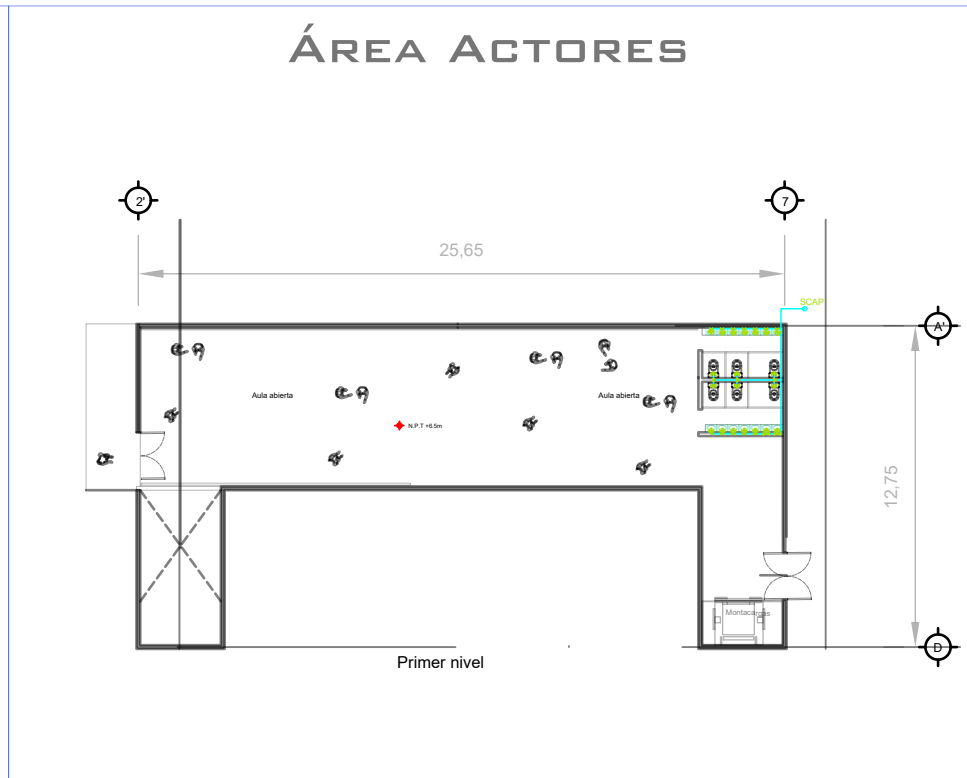 ÁREA ACTORES
2'
7
25,65
SCAP
A'
Aula abierta
Aula abierta
N.P.T +6.5m
12,75
Montacargas
D
Primer nivel